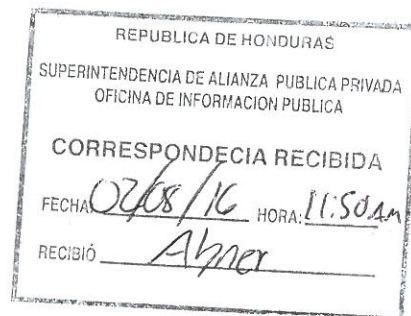 REPUBLICA DE HONDURAS
SUPERINTENDENCIA DE ALIANZA PUBLICA PRIVADA
OFICINA DE INFORMACION PUBLICA
CORRESPONDECIA RECIBIDA
FECHA: 02/08/16 HORA: 11:50 Am
RECIBIÓ Abner